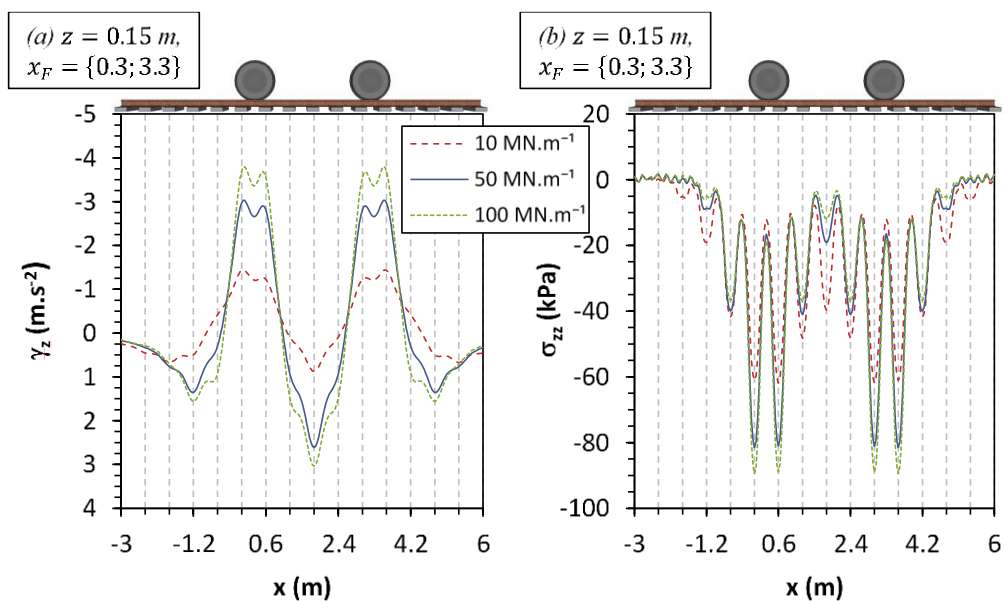 (a) z = 0.15 m,
x_F = {0.3; 3.3}
(b) z = 0.15 m,
x_F = {0.3; 3.3}
-5
-4
-3
-2
-1
0
1
2
3
4
γz (m.s-2)
-3
-1.2
0.6
2.4
4.2
6
x (m)
10 MN.m⁻¹
50 MN.m⁻¹
100 MN.m⁻¹
20
0
-20
-40
-60
-80
-100
σzz (kPa)
-3
-1.2
0.6
2.4
4.2
6
x (m)